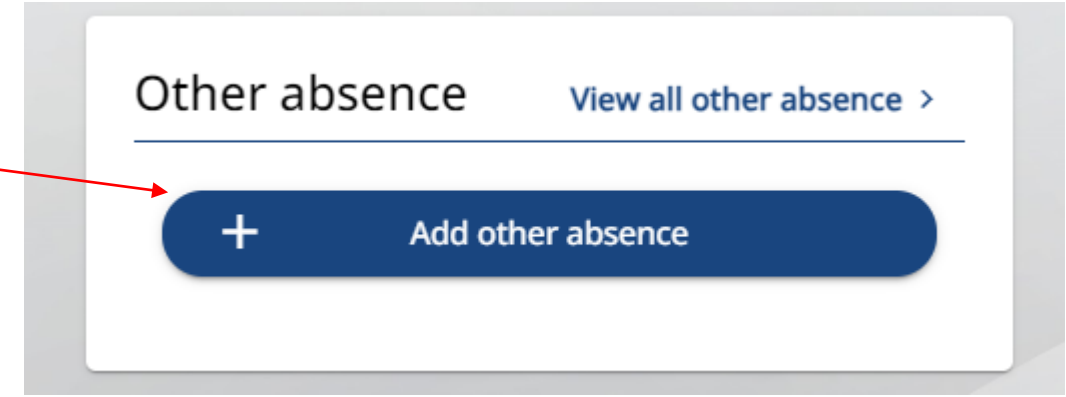 Other absence
View all other absence >
+ Add other absence